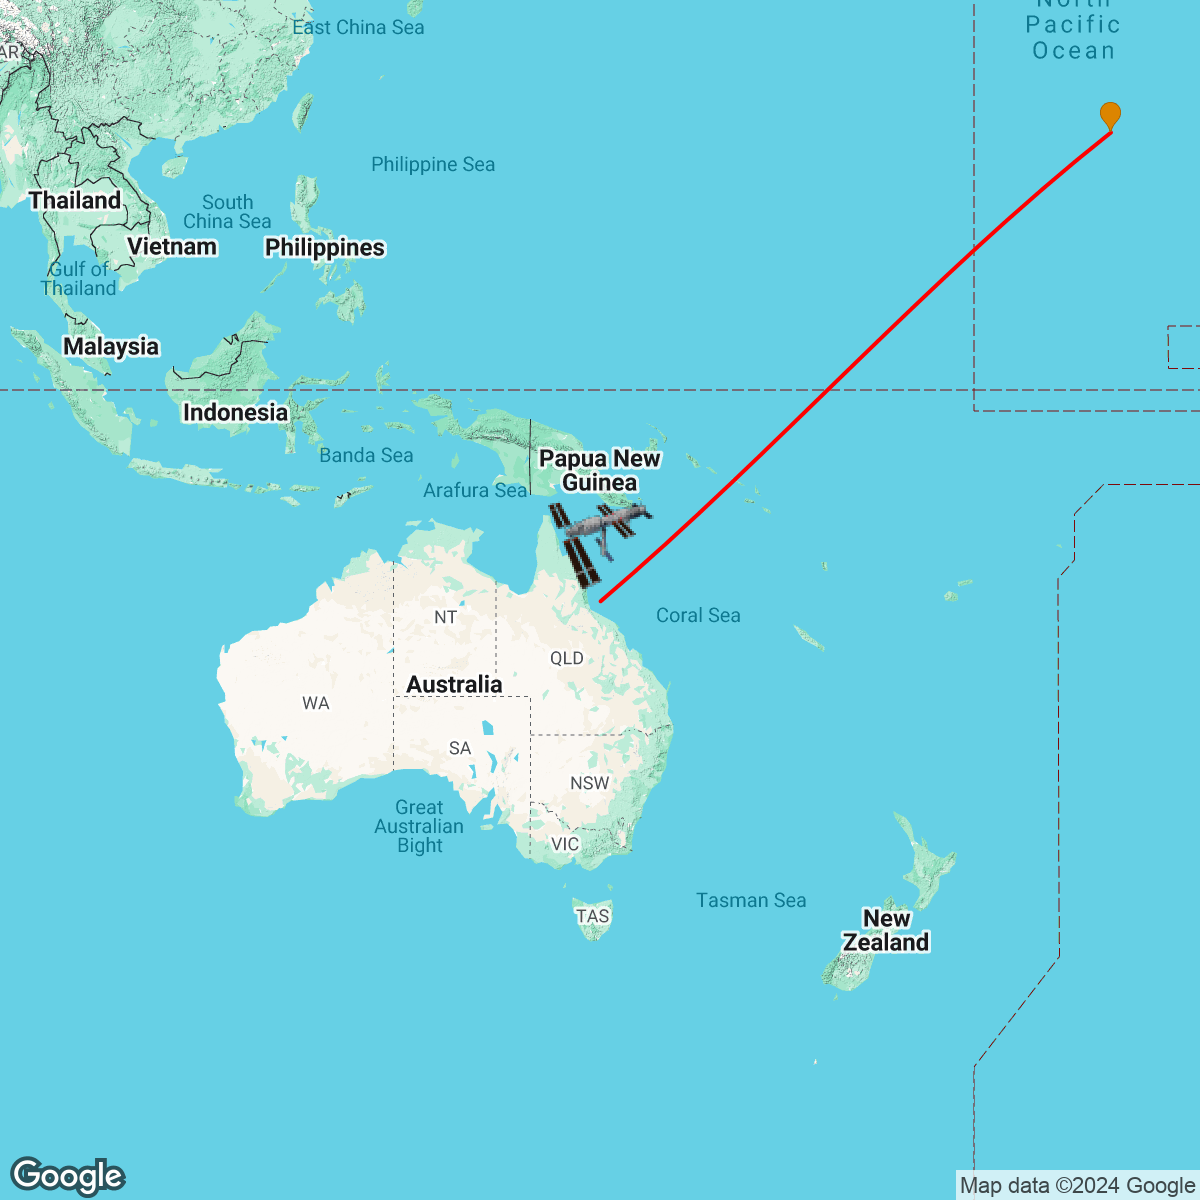 North
Pacific
Ocean
East China Sea
AR
Philippine Sea
Thailand
South
China Sea
Vietnam
Philippines
Gulf of
Thailand
Malaysia
Indonesia
Banda Sea
Papua New
Guinea
Arafura Sea
NT
Coral Sea
QLD
Australia
WA
SA
NSW
Great
Australian
Bight
VIC
Tasman Sea
TAS
New
Zealand
Google
Map data ©2024 Google